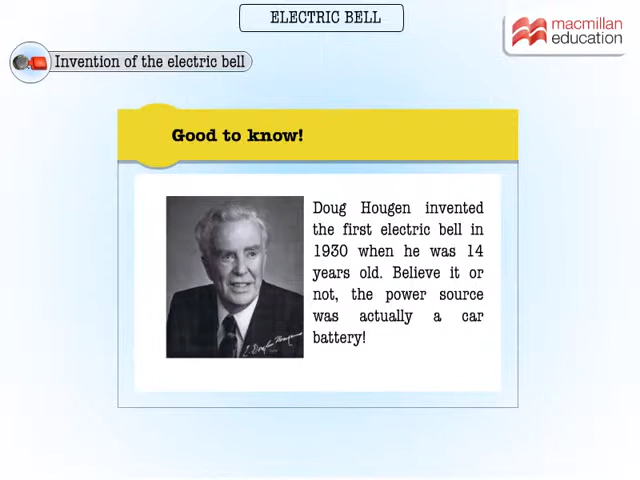 ELECTRIC BELL
macmillan
education
Invention of the electric bell
Good to know!
Doug Hougen invented
the first electric bell in
1930 when he was 14
years old. Believe it or
not, the power source
was actually a car
battery!